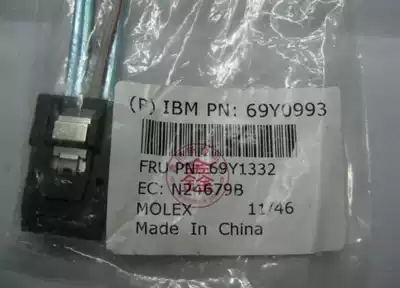 (P) IBM PN: 69Y0993
FRU PN: 69Y1332
EC: N24679B
MOLEX 11/46
Made In China